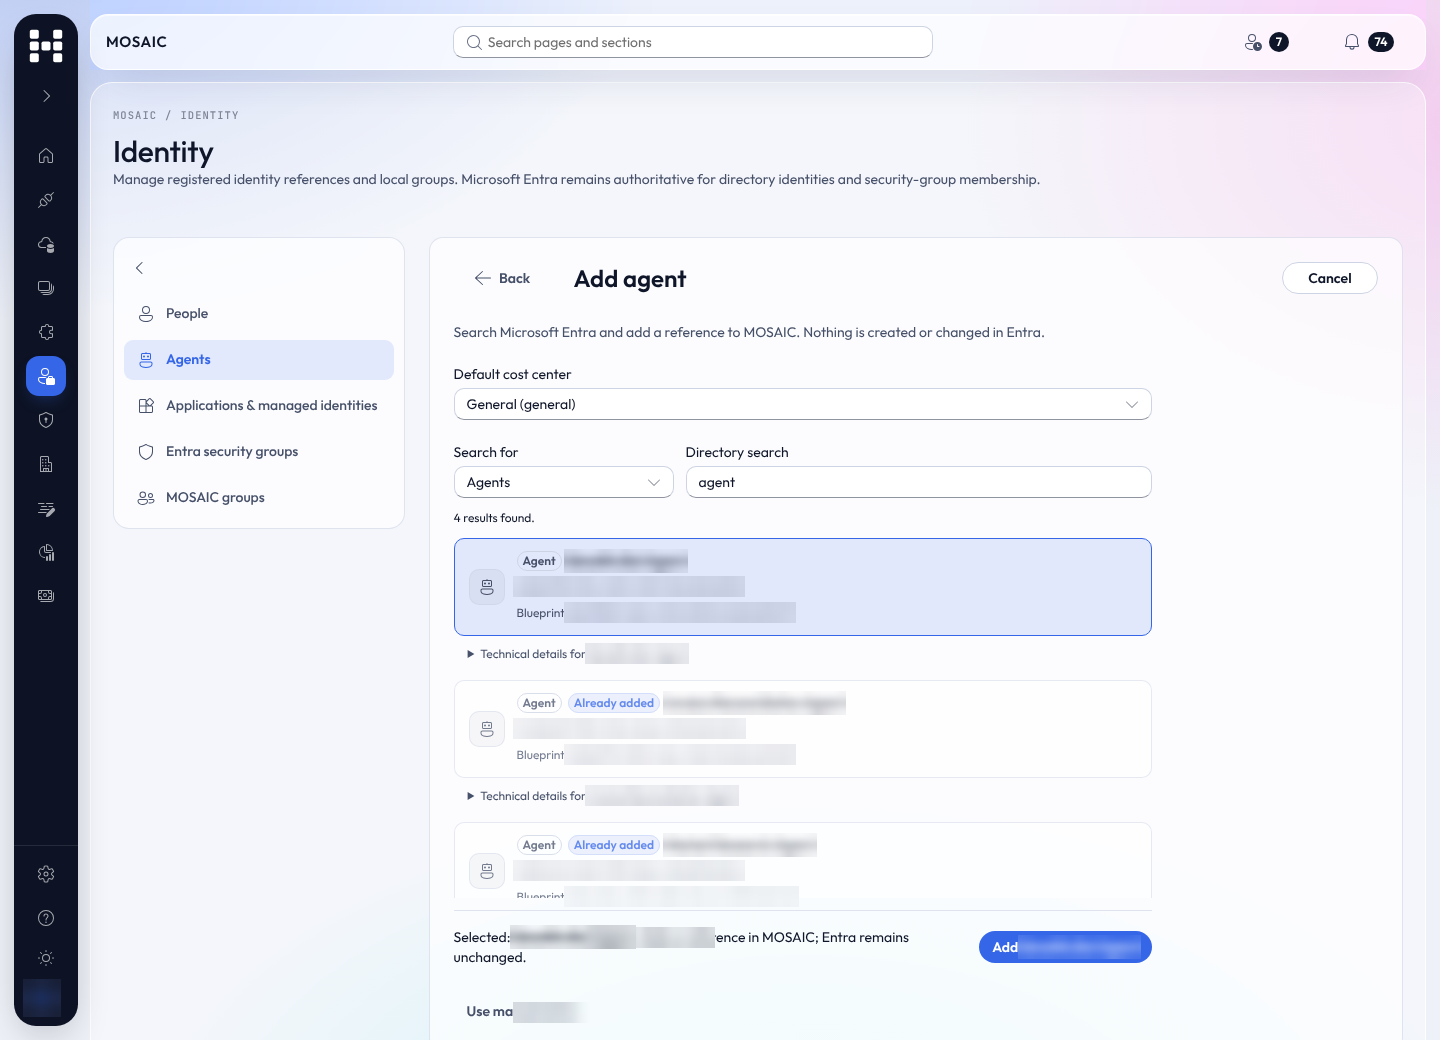 MOSAIC
Search pages and sections
7
74
MOSAIC / IDENTITY
Identity
Manage registered identity references and local groups. Microsoft Entra remains authoritative for directory identities and security-group membership.
People
Agents
Applications & managed identities
Entra security groups
MOSAIC groups
Back
Add agent
Cancel
Search Microsoft Entra and add a reference to MOSAIC. Nothing is created or changed in Entra.
Default cost center
General (general)
Search for
Directory search
Agents
agent
4 results found.
Agent
Blueprint
Technical details for
Agent Already added
Blueprint
Technical details for
Agent Already added
Blueprint
Selected: in MOSAIC; Entra remains
unchanged.
Add
Use